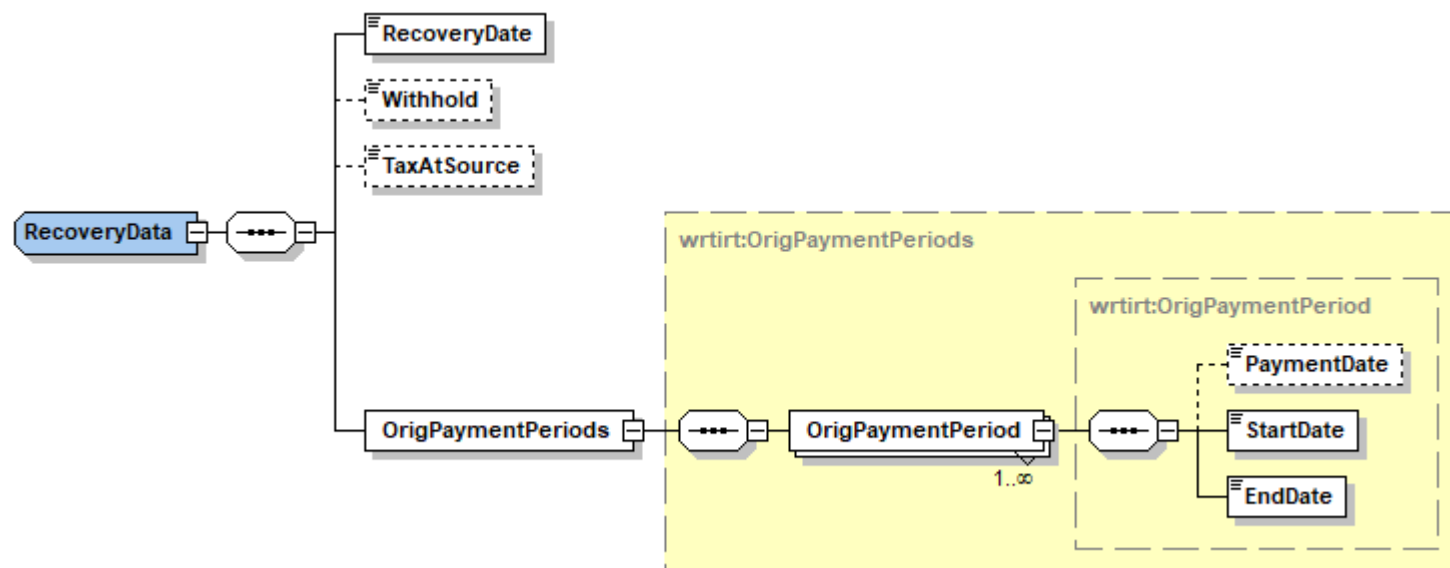 RecoveryDate
Withhold
TaxAtSource
RecoveryData
wrtirt:OrigPaymentPeriods
wrtirt:OrigPaymentPeriod
PaymentDate
OrigPaymentPeriods
OrigPaymentPeriod
StartDate
1..∞
EndDate